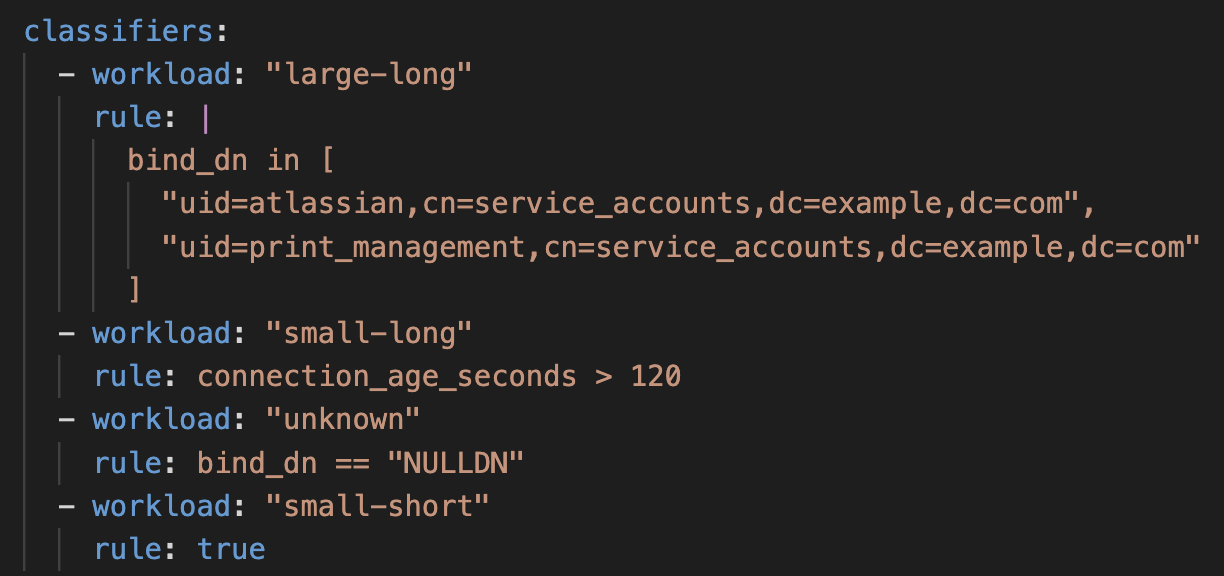 classifiers:
  - workload: "large-long"
    rule: |
      bind_dn in [
        "uid=atlassian,cn=service_accounts,dc=example,dc=com",
        "uid=print_management,cn=service_accounts,dc=example,dc=com"
      ]
  - workload: "small-long"
    rule: connection_age_seconds > 120
  - workload: "unknown"
    rule: bind_dn == "NULLDN"
  - workload: "small-short"
    rule: true